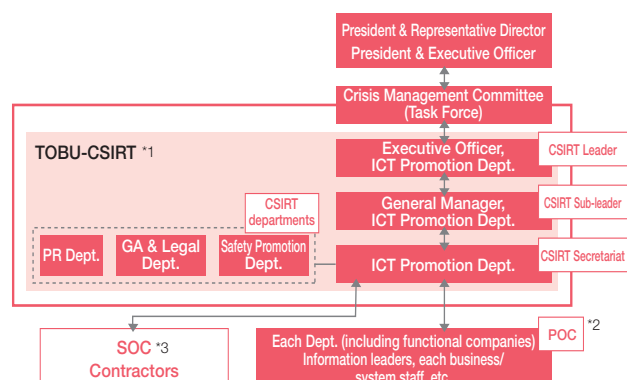 President & Representative Director
President & Executive Officer
Crisis Management Committee
(Task Force)
TOBU-CSIRT *1
Executive Officer,
ICT Promotion Dept.
CSIRT Leader
General Manager,
ICT Promotion Dept.
CSIRT Sub-leader
CSIRT
departments
PR Dept.
GA & Legal
Dept.
Safety Promotion
Dept.
ICT Promotion Dept.
CSIRT Secretariat
SOC *3
Contractors
Each Dept. (including functional companies)
Information leaders, each business/
system staff, etc.
POC *2